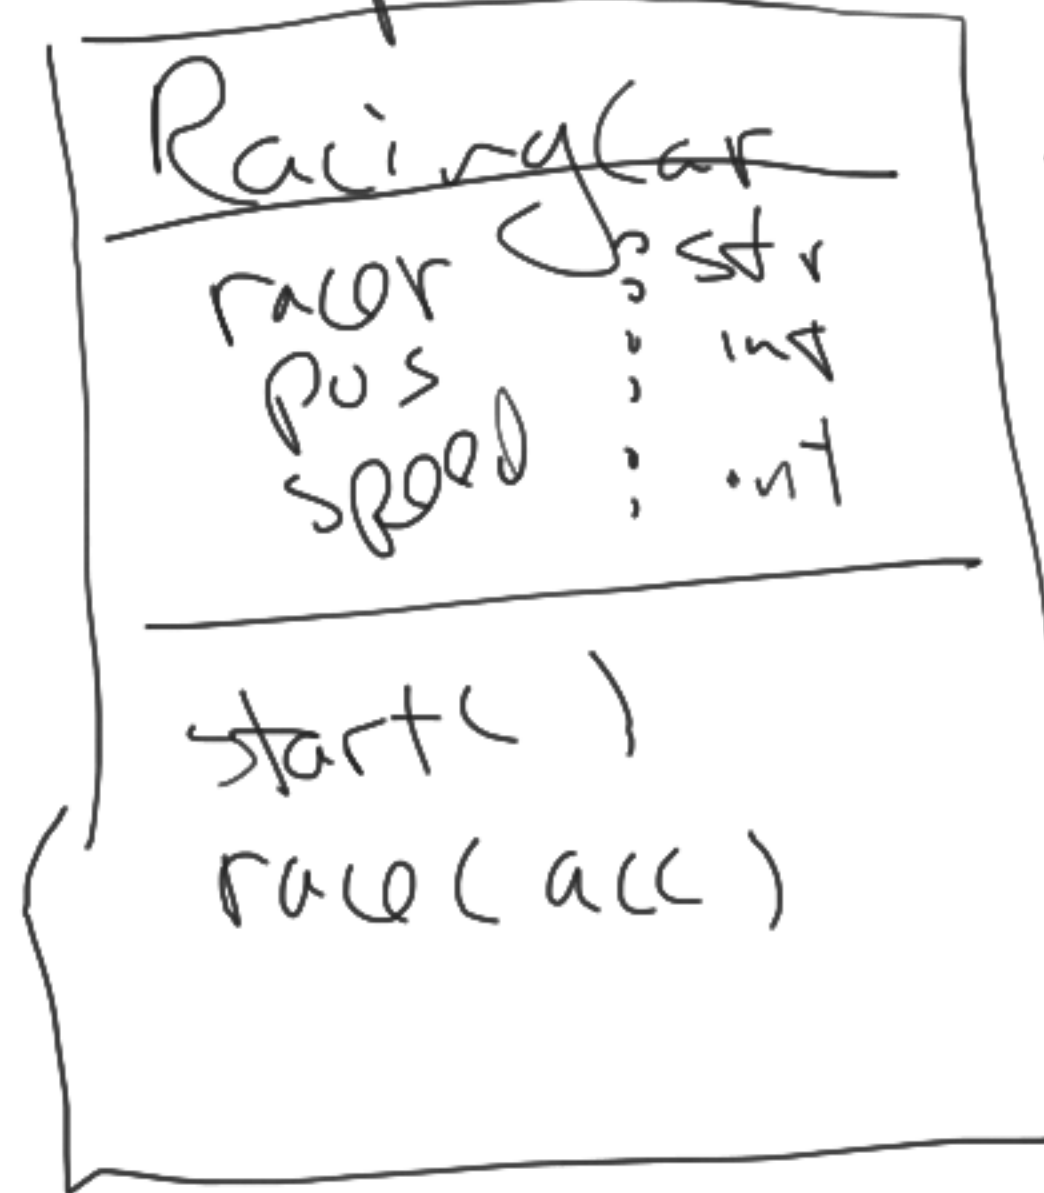 RacingCar
racer : str
pos : int
speed : int
start( )
race(acc)